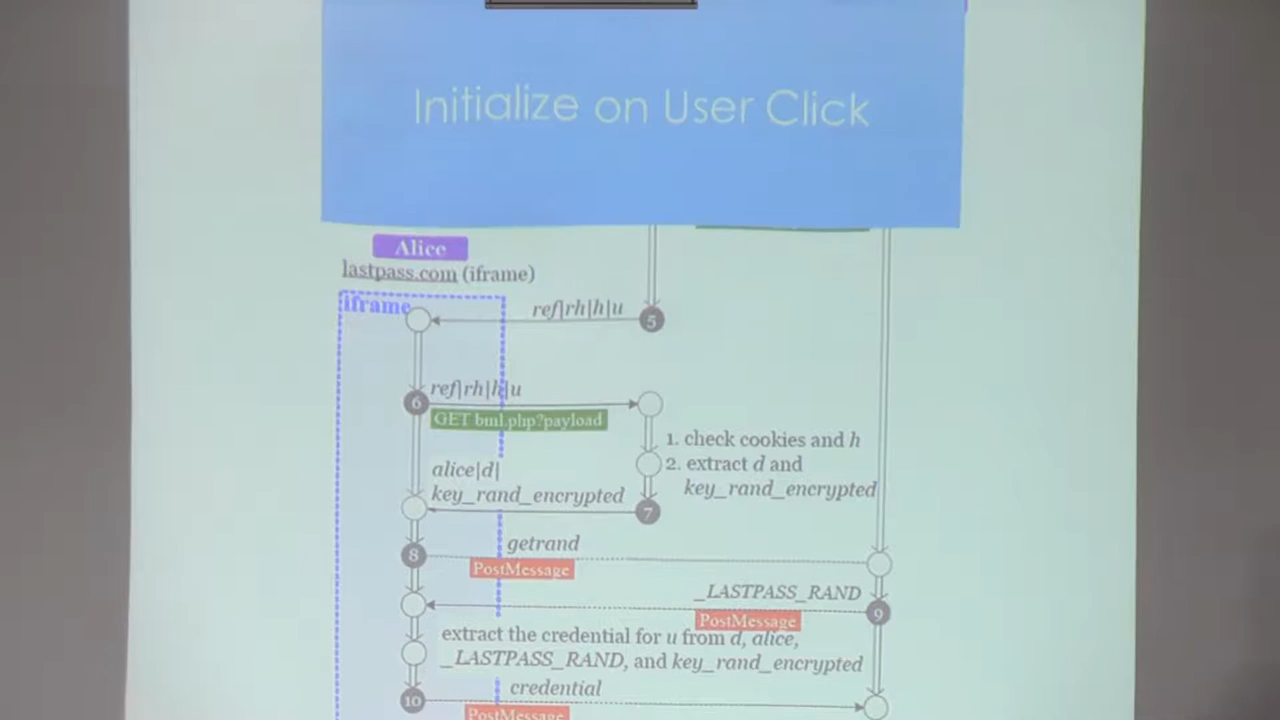 Initialize on User Click
Alice
lastpass.com (iframe)
iframe
ref|rh|h|u
5
ref|rh|h|u
6
GET bml.php?payload
1. check cookies and h
2. extract d and
key_rand_encrypted
alice|d|
key_rand_encrypted
7
getrand
8
PostMessage
_LASTPASS_RAND
9
PostMessage
extract the credential for u from d, alice,
_LASTPASS_RAND, and key_rand_encrypted
credential
10
PostMessage